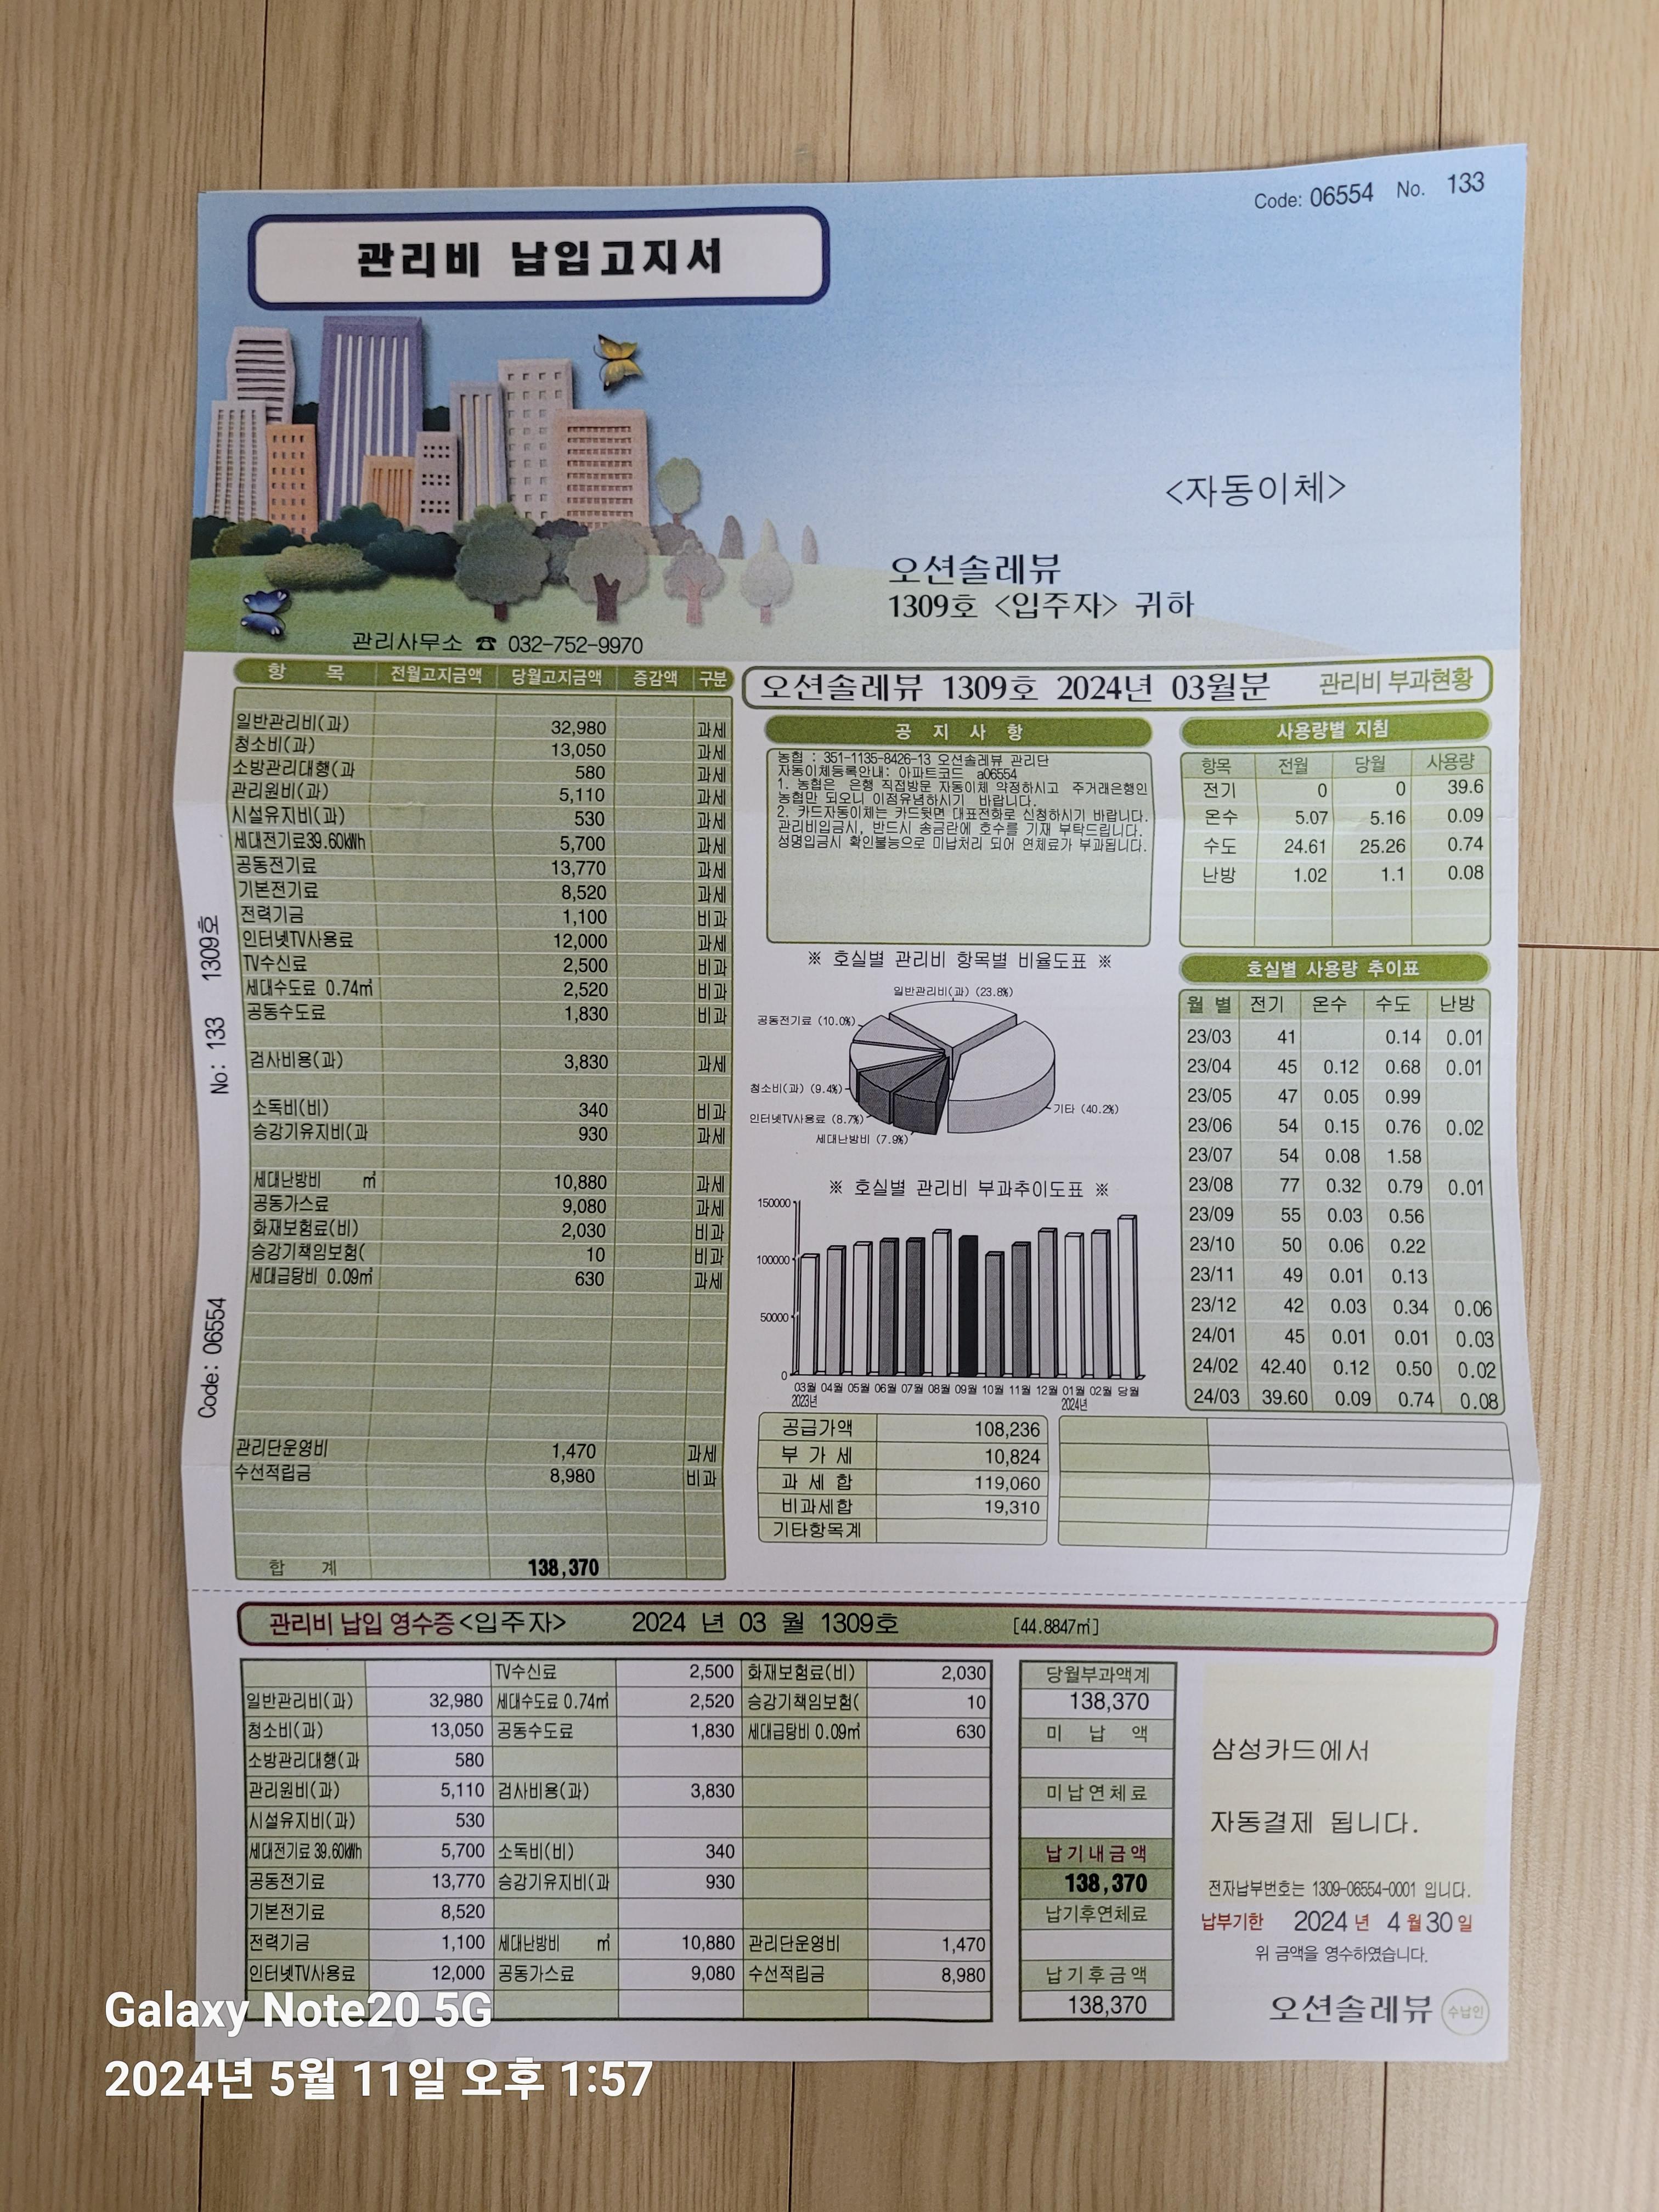 Code: 06554 No. 133
관리비 납입고지서
<자동이체>
오션솔레뷰
1309호 <입주자> 귀하
관리사무소 ☎ 032-752-9970
항 목 전월고지금액 당월고지금액 증감액 구분
일반관리비(과) 32,980 과세
청소비(과) 13,050 과세
소방관리대행(과 580 과세
관리원비(과) 5,110 과세
시설유지비(과) 530 과세
세대전기료39.60kWh 5,700 과세
공동전기료 13,770 과세
기본전기료 8,520 과세
전력기금 1,100 비과
인터넷TV사용료 12,000 과세
TV수신료 2,500 비과
세대수도료 0.74㎥ 2,520 비과
공동수도료 1,830 비과
검사비용(과) 3,830 과세
소독비(비) 340 비과
승강기유지비(과 930 과세
세대난방비 ㎥ 10,880 과세
공동가스료 9,080 과세
화재보험료(비) 2,030 비과
승강기책임보험( 10 비과
세대급탕비 0.09㎥ 630 과세
관리단운영비 1,470 과세
수선적립금 8,980 비과
합 계 138,370
Code: 06554 No: 133 1309호
오션솔레뷰 1309호 2024년 03월분 관리비 부과현황
공 지 사 항
농협 : 351-1135-8426-13 오션솔레뷰 관리단
자동이체등록안내: 아파트코드 a06554
1. 농협은 은행 직접방문 자동이체 약정하시고 주거래은행인
농협만 되오니 이점유념하시기 바랍니다.
2. 카드자동이체는 카드뒷면 대표전화로 신청하시기 바랍니다.
관리비입금시, 반드시 송금란에 호수를 기재 부탁드립니다.
성명입금시 확인불능으로 미납처리 되어 연체료가 부과됩니다.
사용량별 지침
항목 전월 당월 사용량
전기 0 0 39.6
온수 5.07 5.16 0.09
수도 24.61 25.26 0.74
난방 1.02 1.1 0.08
※ 호실별 관리비 항목별 비율도표 ※
일반관리비(과) (23.8%)
공동전기료 (10.0%)
청소비(과) (9.4%)
인터넷TV사용료 (8.7%)
세대난방비 (7.9%)
기타 (40.2%)
※ 호실별 관리비 부과추이도표 ※
150000
100000
50000
0
03월 04월 05월 06월 07월 08월 09월 10월 11월 12월 01월 02월 당월
2023년 2024년
호실별 사용량 추이표
월 별 전기 온수 수도 난방
23/03 41 0.14 0.01
23/04 45 0.12 0.68 0.01
23/05 47 0.05 0.99
23/06 54 0.15 0.76 0.02
23/07 54 0.08 1.58
23/08 77 0.32 0.79 0.01
23/09 55 0.03 0.56
23/10 50 0.06 0.22
23/11 49 0.01 0.13
23/12 42 0.03 0.34 0.06
24/01 45 0.01 0.01 0.03
24/02 42.40 0.12 0.50 0.02
24/03 39.60 0.09 0.74 0.08
공급가액 108,236
부 가 세 10,824
과 세 합 119,060
비과세합 19,310
기타항목계
관리비 납입 영수증<입주자> 2024 년 03 월 1309호 [44.8847㎡]
TV수신료 2,500 화재보험료(비) 2,030
일반관리비(과) 32,980 세대수도료 0.74㎥ 2,520 승강기책임보험( 10
청소비(과) 13,050 공동수도료 1,830 세대급탕비 0.09㎥ 630
소방관리대행(과 580
관리원비(과) 5,110 검사비용(과) 3,830
시설유지비(과) 530
세대전기료 39.60kWh 5,700 소독비(비) 340
공동전기료 13,770 승강기유지비(과 930
기본전기료 8,520
전력기금 1,100 세대난방비 ㎥ 10,880 관리단운영비 1,470
인터넷TV사용료 12,000 공동가스료 9,080 수선적립금 8,980
당월부과액계
138,370
미 납 액
미납연체료
납기내금액
138,370
납기후연체료
납기후금액
138,370
삼성카드에서
자동결제 됩니다.
전자납부번호는 1309-06554-0001 입니다.
납부기한 2024 년 4 월 30 일
위 금액을 영수하였습니다.
오션솔레뷰 수납인
Galaxy Note20 5G
2024년 5월 11일 오후 1:57